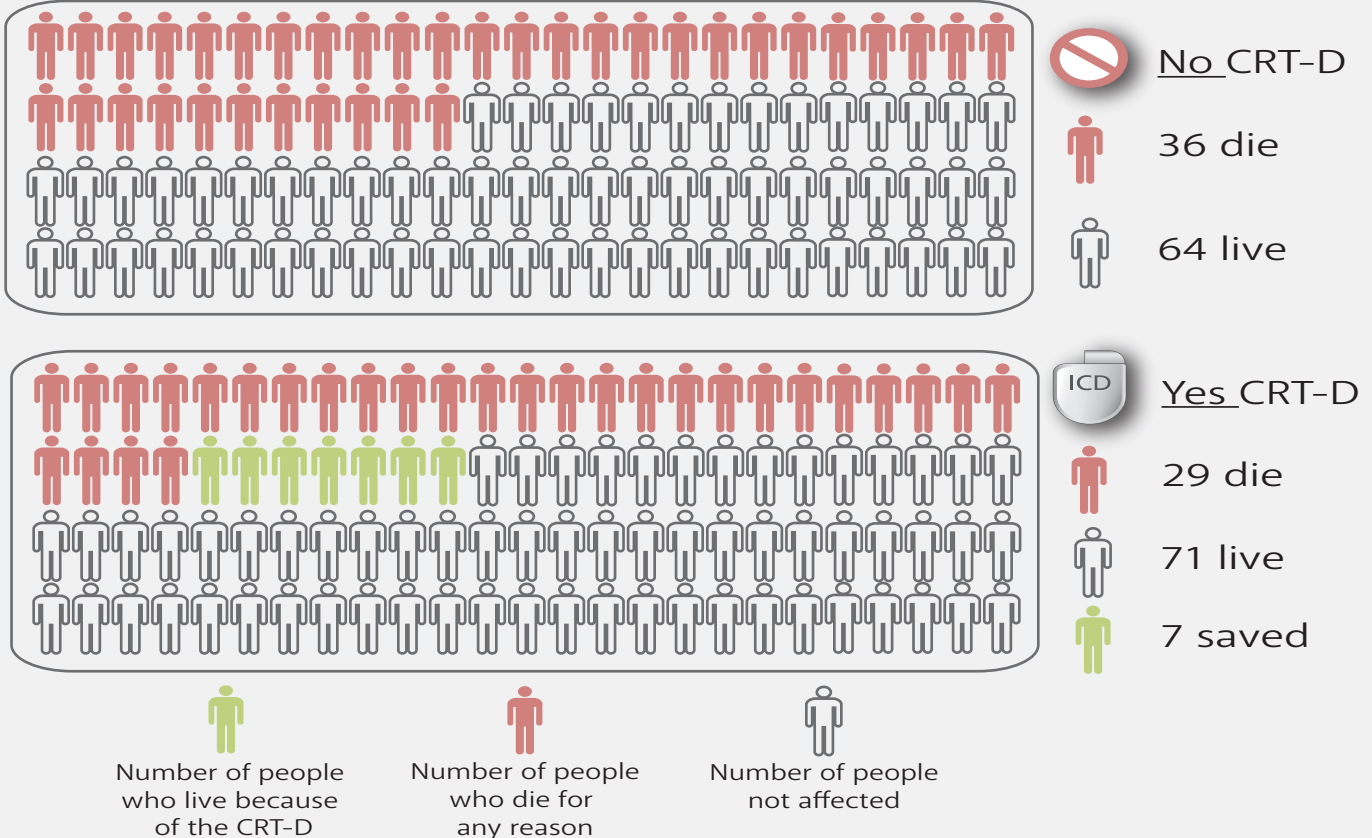 No CRT-D
36 die
64 live
ICD
Yes CRT-D
29 die
71 live
7 saved
Number of people
who live because
of the CRT-D
Number of people
who die for
any reason
Number of people
not affected